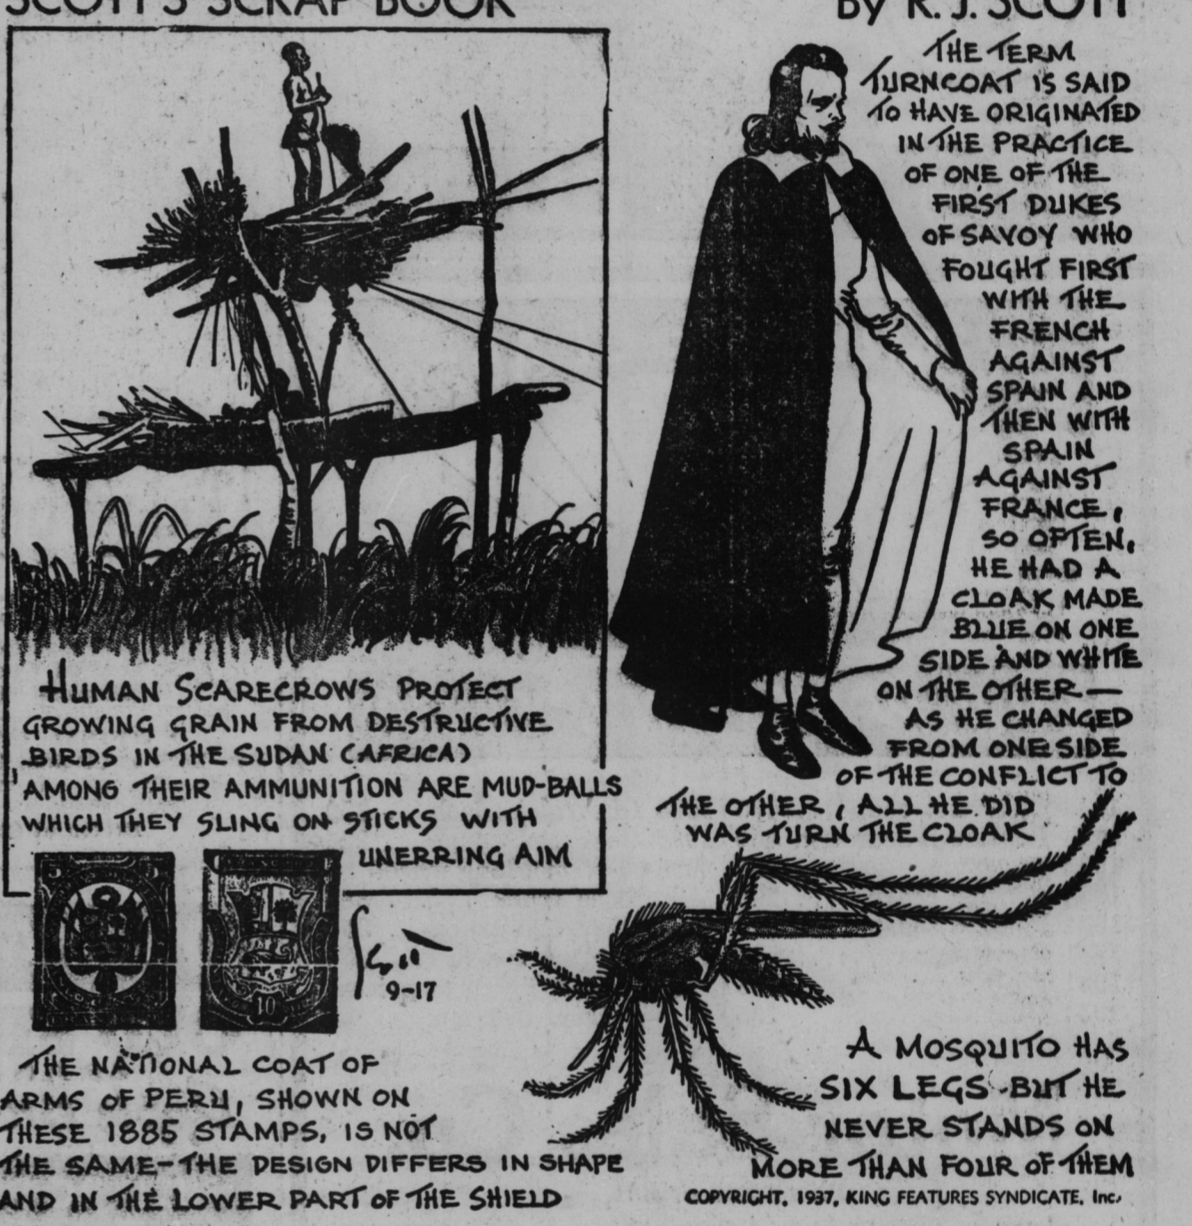 SCOTT'S SCRAP BOOK
By R. J. SCOTT
HUMAN SCARECROWS PROTECT
GROWING GRAIN FROM DESTRUCTIVE
BIRDS IN THE SUDAN (AFRICA)
AMONG THEIR AMMUNITION ARE MUD-BALLS
WHICH THEY SLING ON STICKS WITH
UNERRING AIM
THE TERM
TURNCOAT IS SAID
TO HAVE ORIGINATED
IN THE PRACTICE
OF ONE OF THE
FIRST DUKES
OF SAVOY WHO
FOUGHT FIRST
WITH THE
FRENCH
AGAINST
SPAIN AND
THEN WITH
SPAIN
AGAINST
FRANCE,
SO OFTEN,
HE HAD A
CLOAK MADE
BLUE ON ONE
SIDE AND WHITE
ON THE OTHER —
AS HE CHANGED
FROM ONE SIDE
OF THE CONFLICT TO
THE OTHER, ALL HE DID
WAS TURN THE CLOAK
5 5
10
Scott
9-17
THE NATIONAL COAT OF
ARMS OF PERU, SHOWN ON
THESE 1885 STAMPS, IS NOT
THE SAME - THE DESIGN DIFFERS IN SHAPE
AND IN THE LOWER PART OF THE SHIELD
A MOSQUITO HAS
SIX LEGS BUT HE
NEVER STANDS ON
MORE THAN FOUR OF THEM
COPYRIGHT, 1937, KING FEATURES SYNDICATE, Inc.